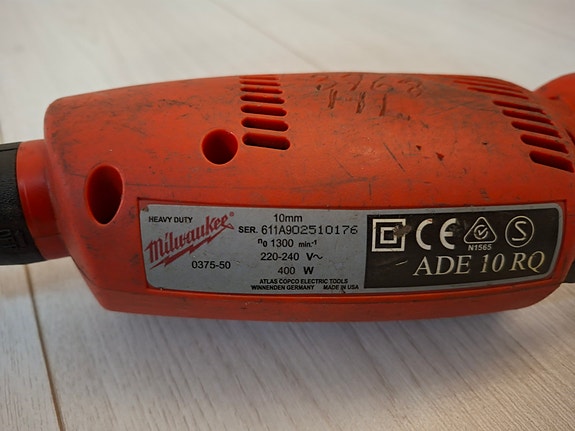 HEAVY DUTY
Milwaukee
0375-50
10mm
SER. 611A902510176
n0 1300 min.-1
220-240 V~
400 W
ATLAS COPCO ELECTRIC TOOLS
WINNENDEN GERMANY MADE IN USA
CE
N1565
S
ADE 10 RQ